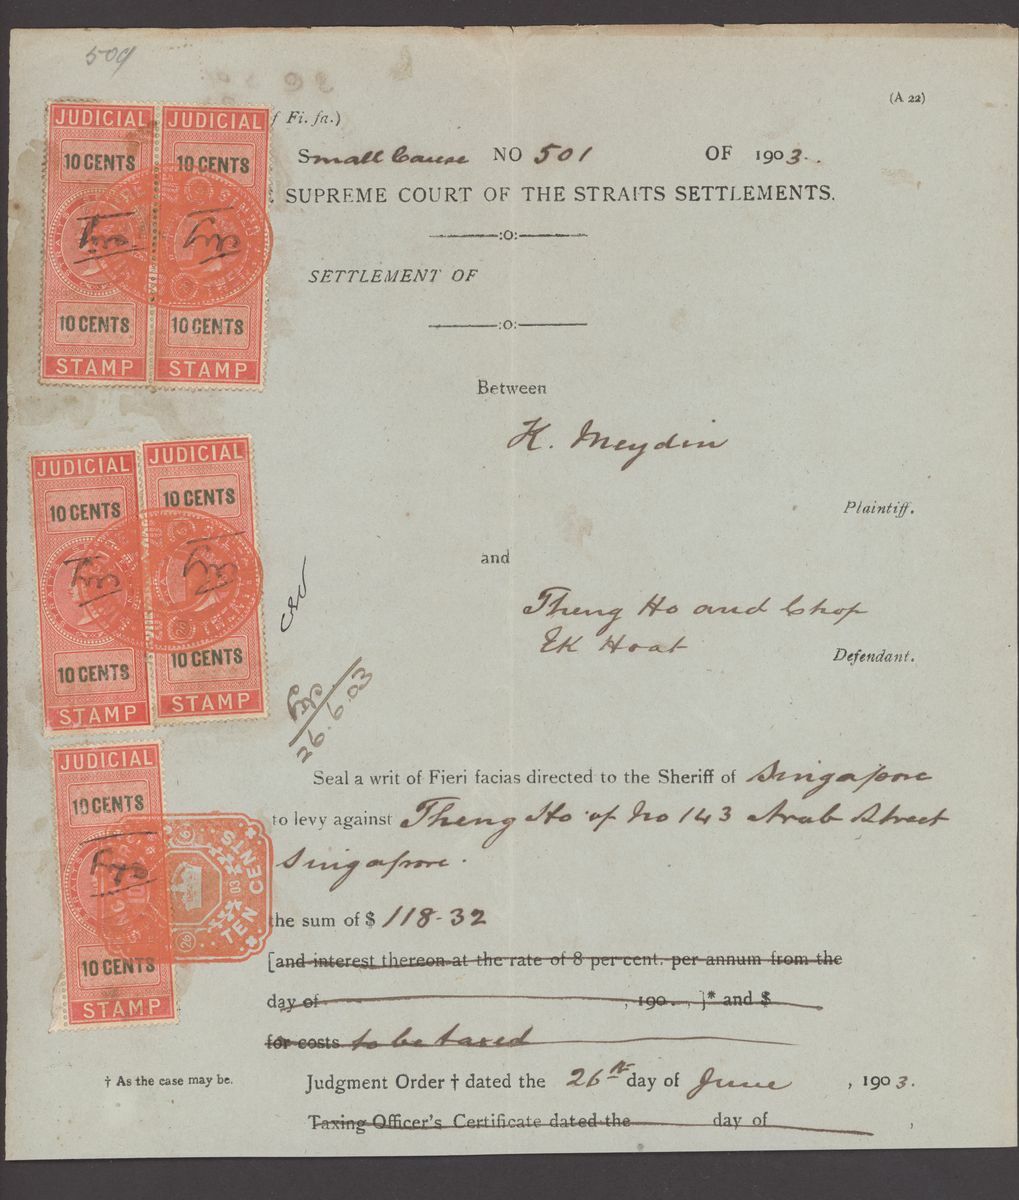 509
(A 22)
Fi. fa.)
Small Cause NO 501 OF 1903.
SUPREME COURT OF THE STRAITS SETTLEMENTS.
:o:
SETTLEMENT OF
:o:
Between
K. Meydin
Plaintiff.
and
Theng Ho and Chop
Ek Hoat
Defendant.
26.6.03
Seal a writ of Fieri facias directed to the Sheriff of Singapore
to levy against Theng Ho of No 143 Arab Street
Singapore.
the sum of $ 118-32
[and interest thereon at the rate of 8 per cent. per annum from the
day of , 190 , ]* and $
for costs to be taxed
† As the case may be.
Judgment Order † dated the 26th day of June , 1903.
Taxing Officer's Certificate dated the day of ,
JUDICIAL JUDICIAL
10 CENTS 10 CENTS
10 CENTS 10 CENTS
STAMP STAMP
JUDICIAL JUDICIAL
10 CENTS 10 CENTS
10 CENTS 10 CENTS
STAMP STAMP
JUDICIAL
10 CENTS
STRAITS
10 CENTS
STAMP
TEN CENTS
26
03